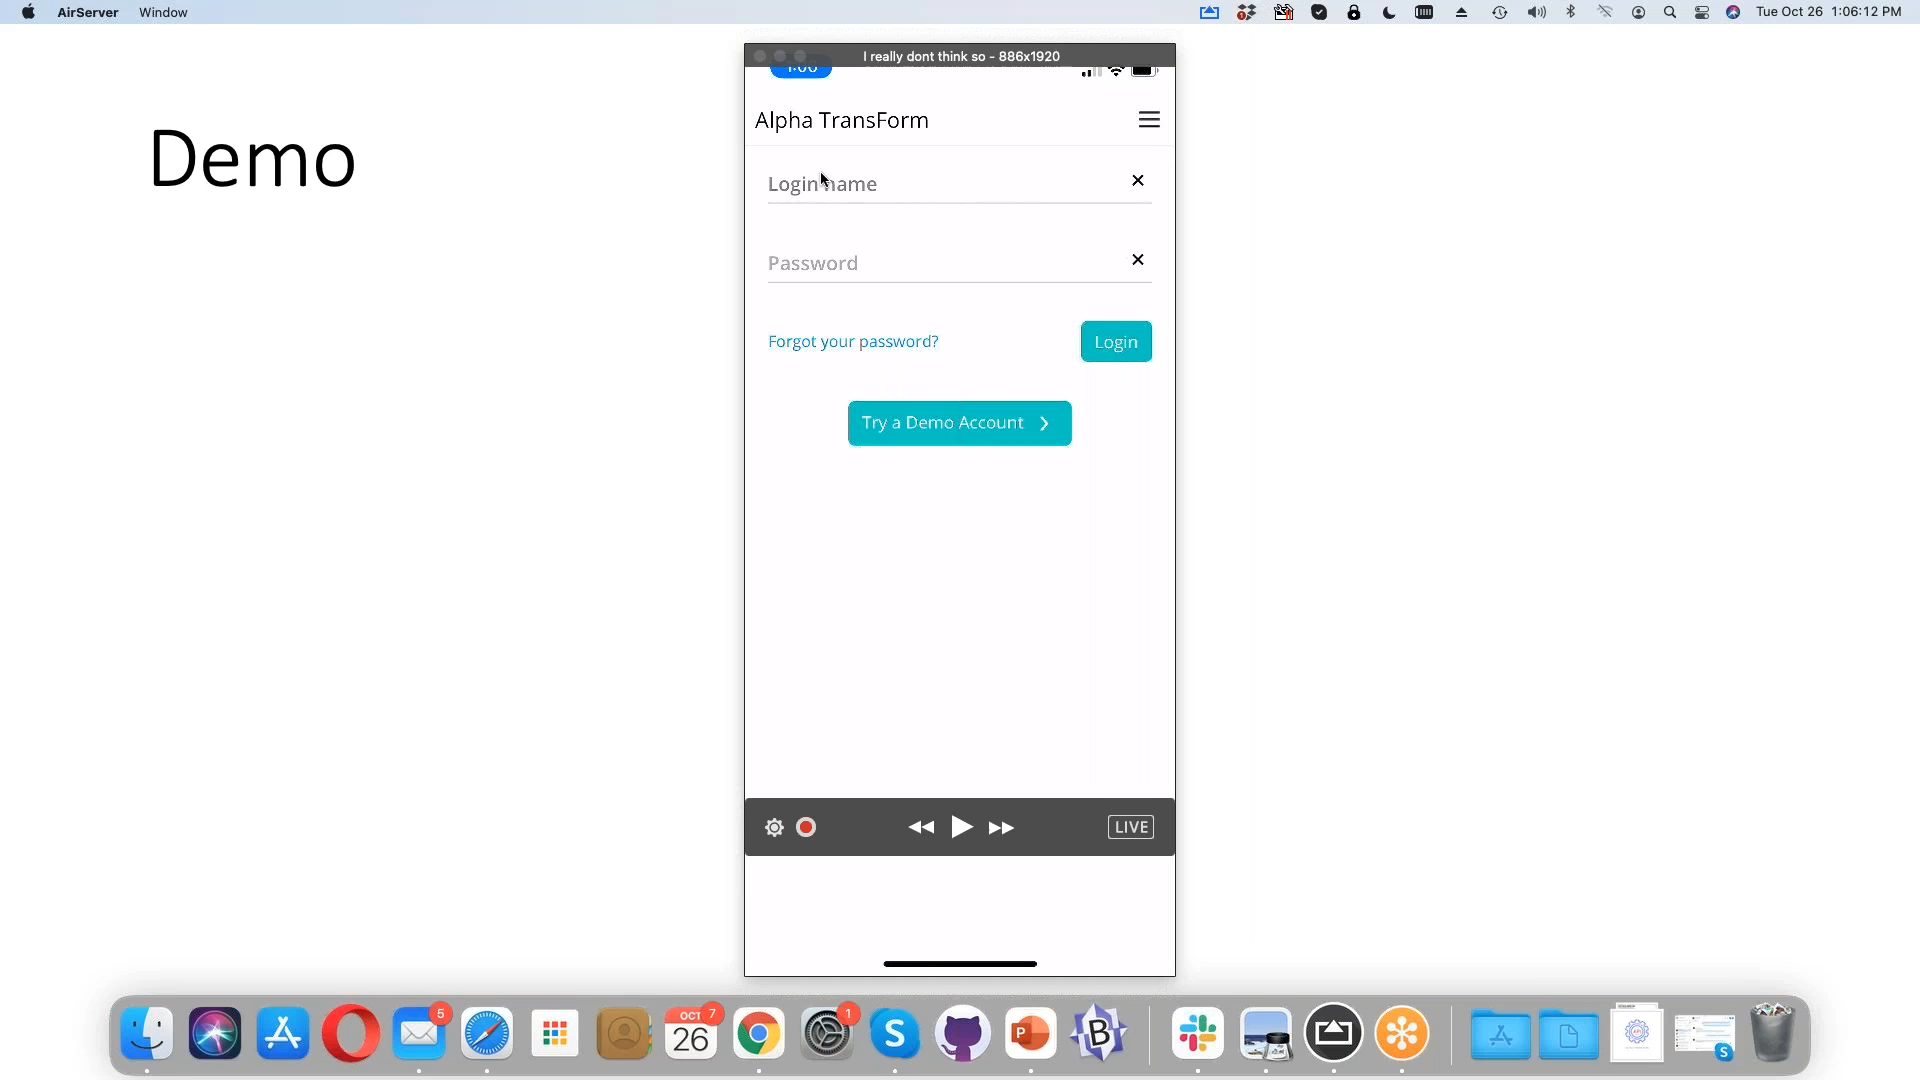 AirServer Window
Tue Oct 26 1:06:12 PM
Demo
I really dont think so - 886x1920
Alpha TransForm
Login name
Password
Forgot your password?
Login
Try a Demo Account
LIVE
5
OCT
7
26
1